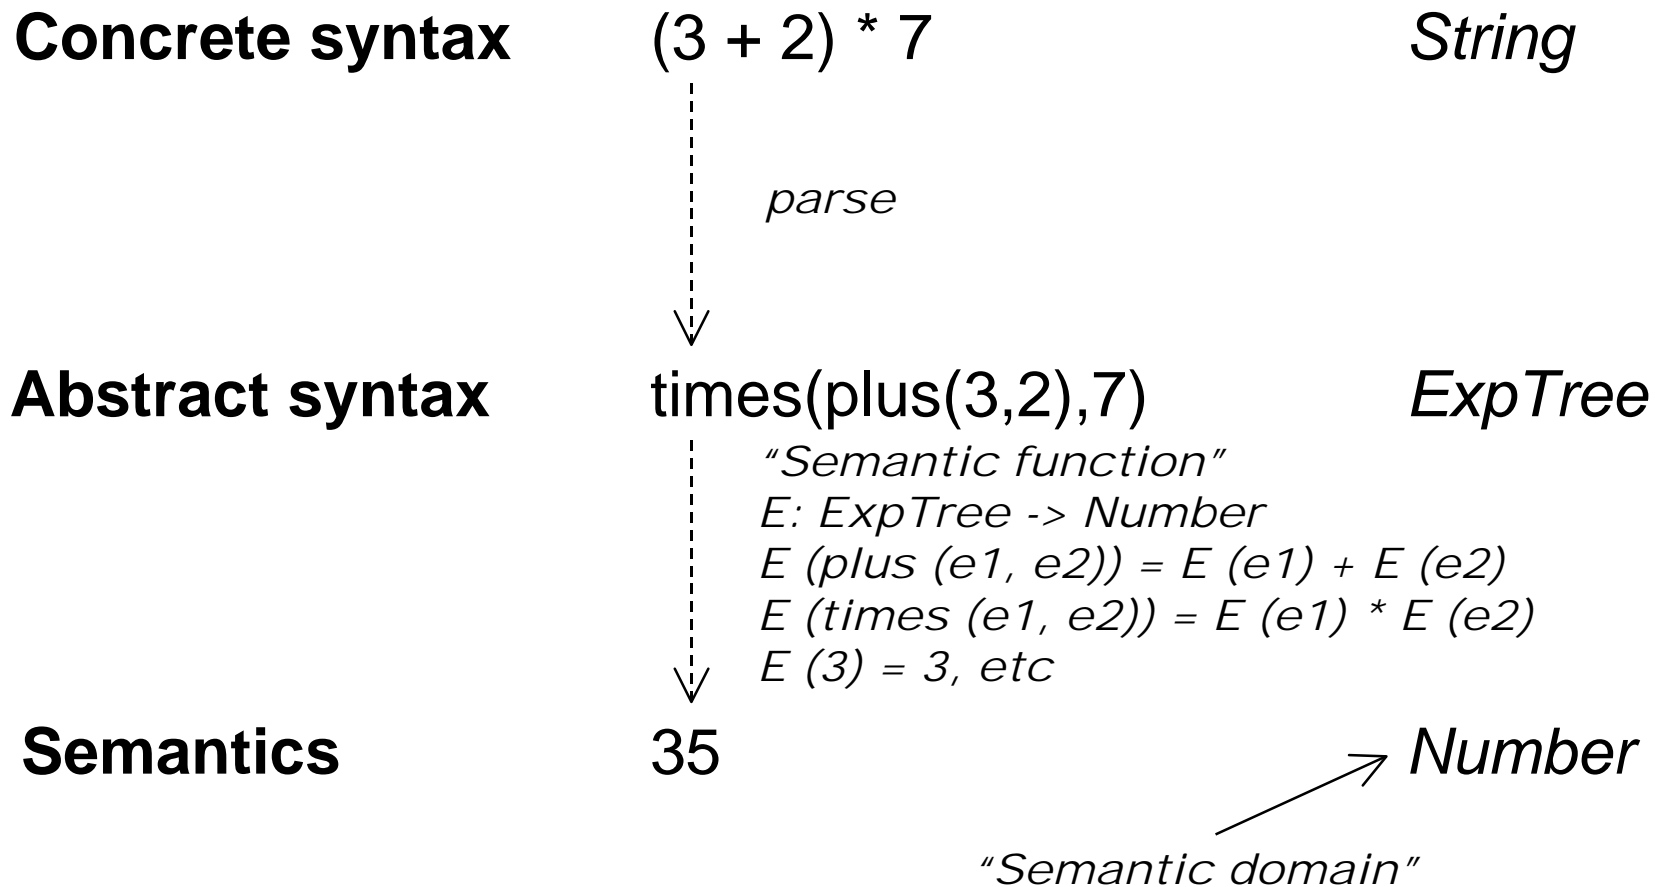 Concrete syntax (3 + 2) * 7 String
parse
Abstract syntax times(plus(3,2),7) ExpTree
“Semantic function”
E: ExpTree -> Number
E (plus (e1, e2)) = E (e1) + E (e2)
E (times (e1, e2)) = E (e1) * E (e2)
E (3) = 3, etc
Semantics 35 Number
“Semantic domain”